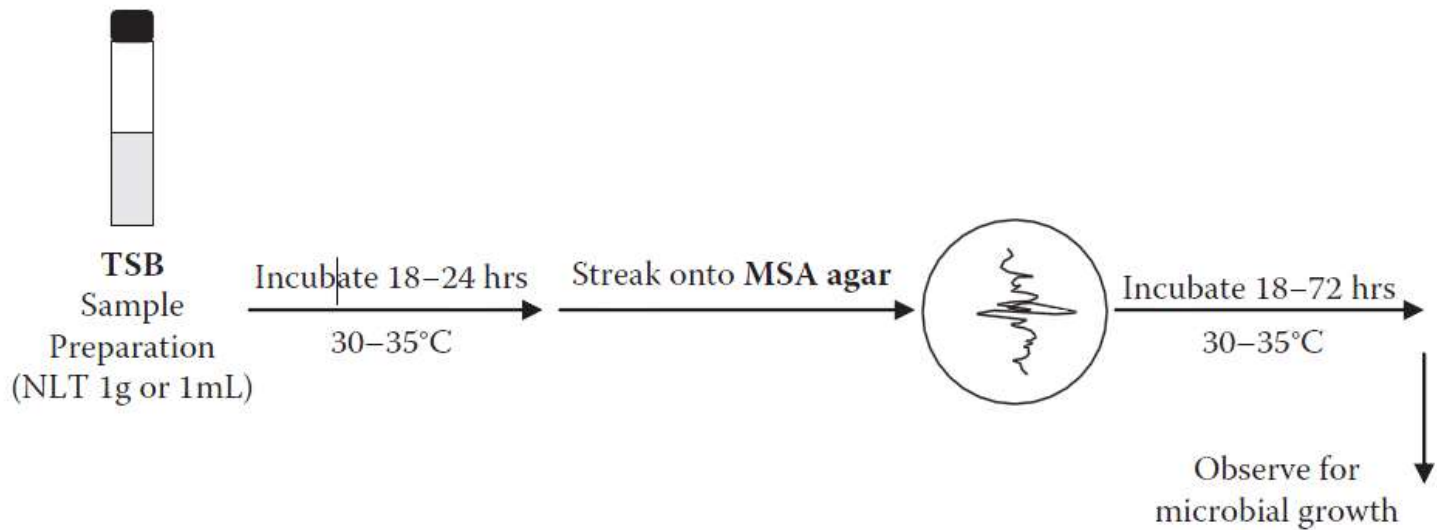 TSB
Sample
Preparation
(NLT 1g or 1mL)
Incubate 18–24 hrs
30–35°C
Streak onto MSA agar
Incubate 18–72 hrs
30–35°C
Observe for
microbial growth